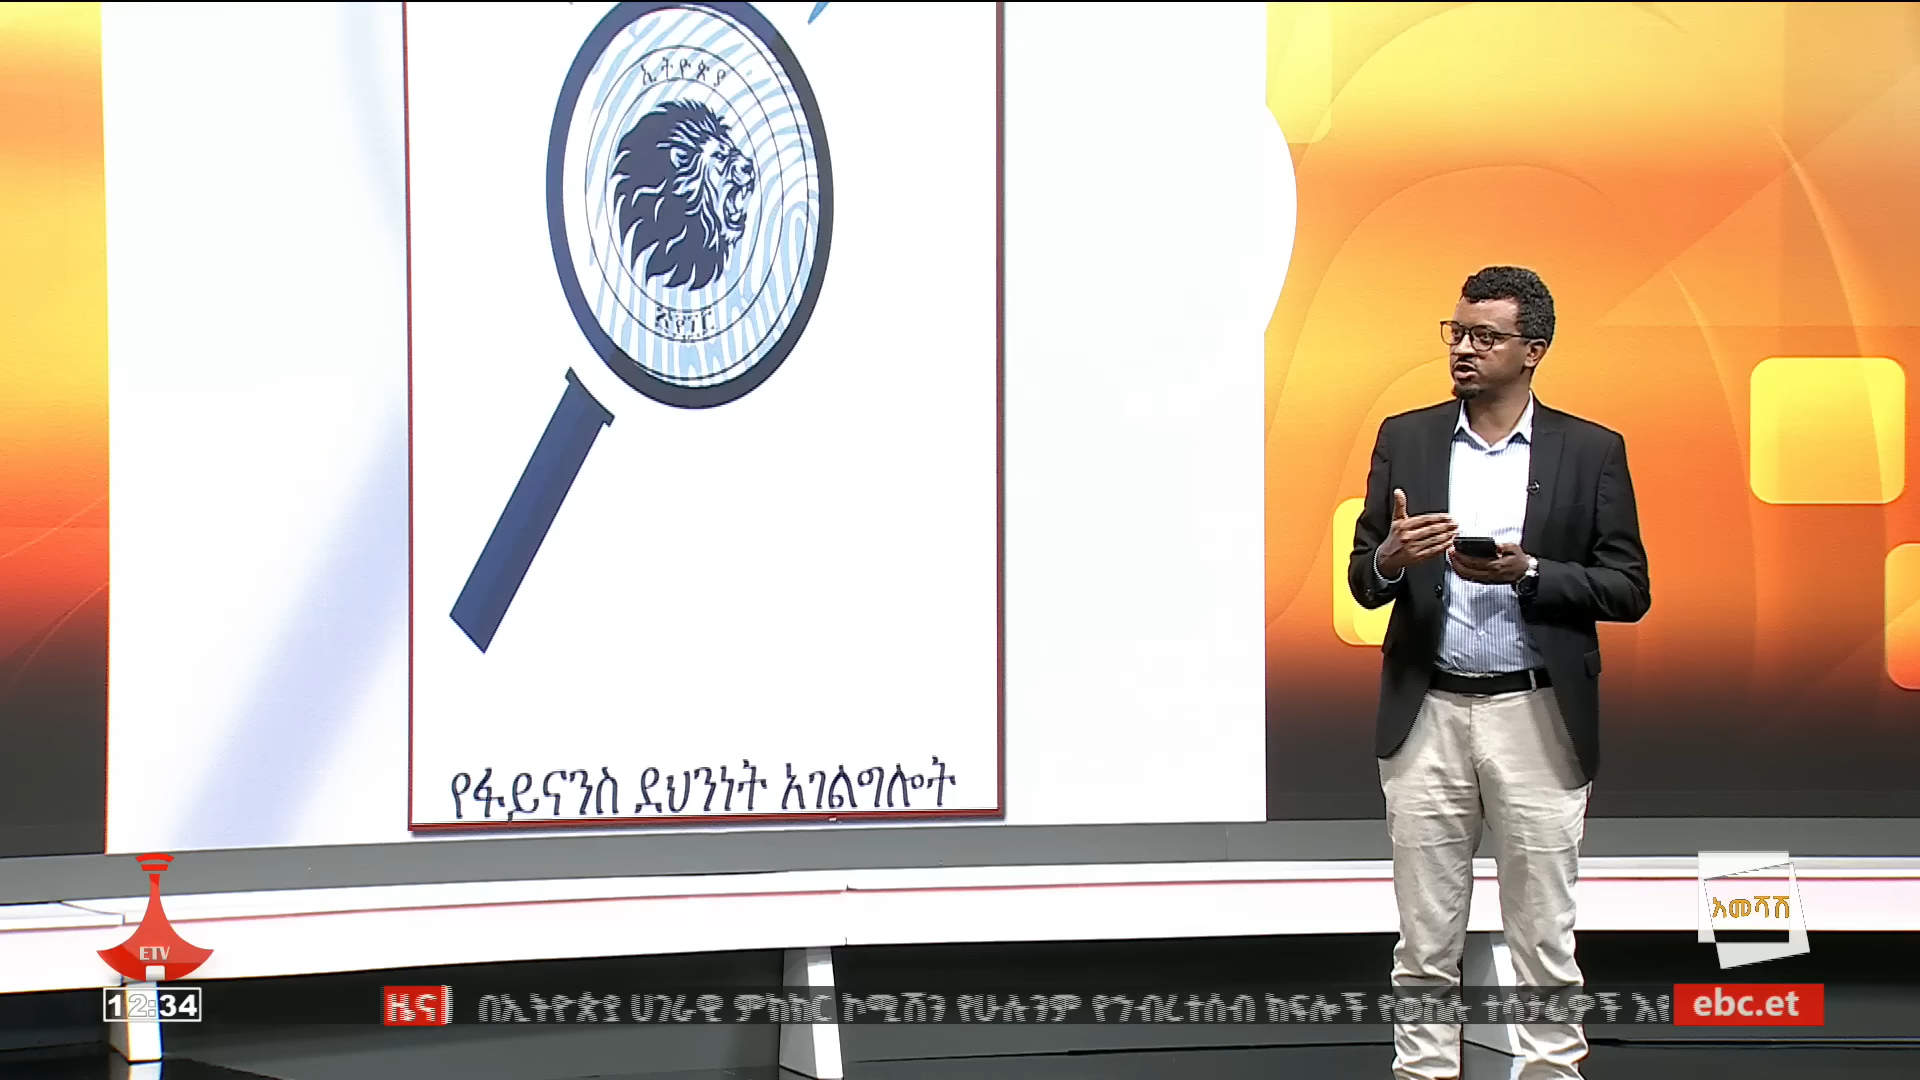 ኢትዮጵያ
የፋይናንስ ደህንነት አገልግሎት
አመሻሽ
ETV
12:34
ዜና
በኢትዮጵያ ሀገራዊ ምክክር ኮሚሽን የሁሉንም የኅብረተሰብ ክፍሎች የወከሉ ተሳታፊዎች እየ
ebc.et